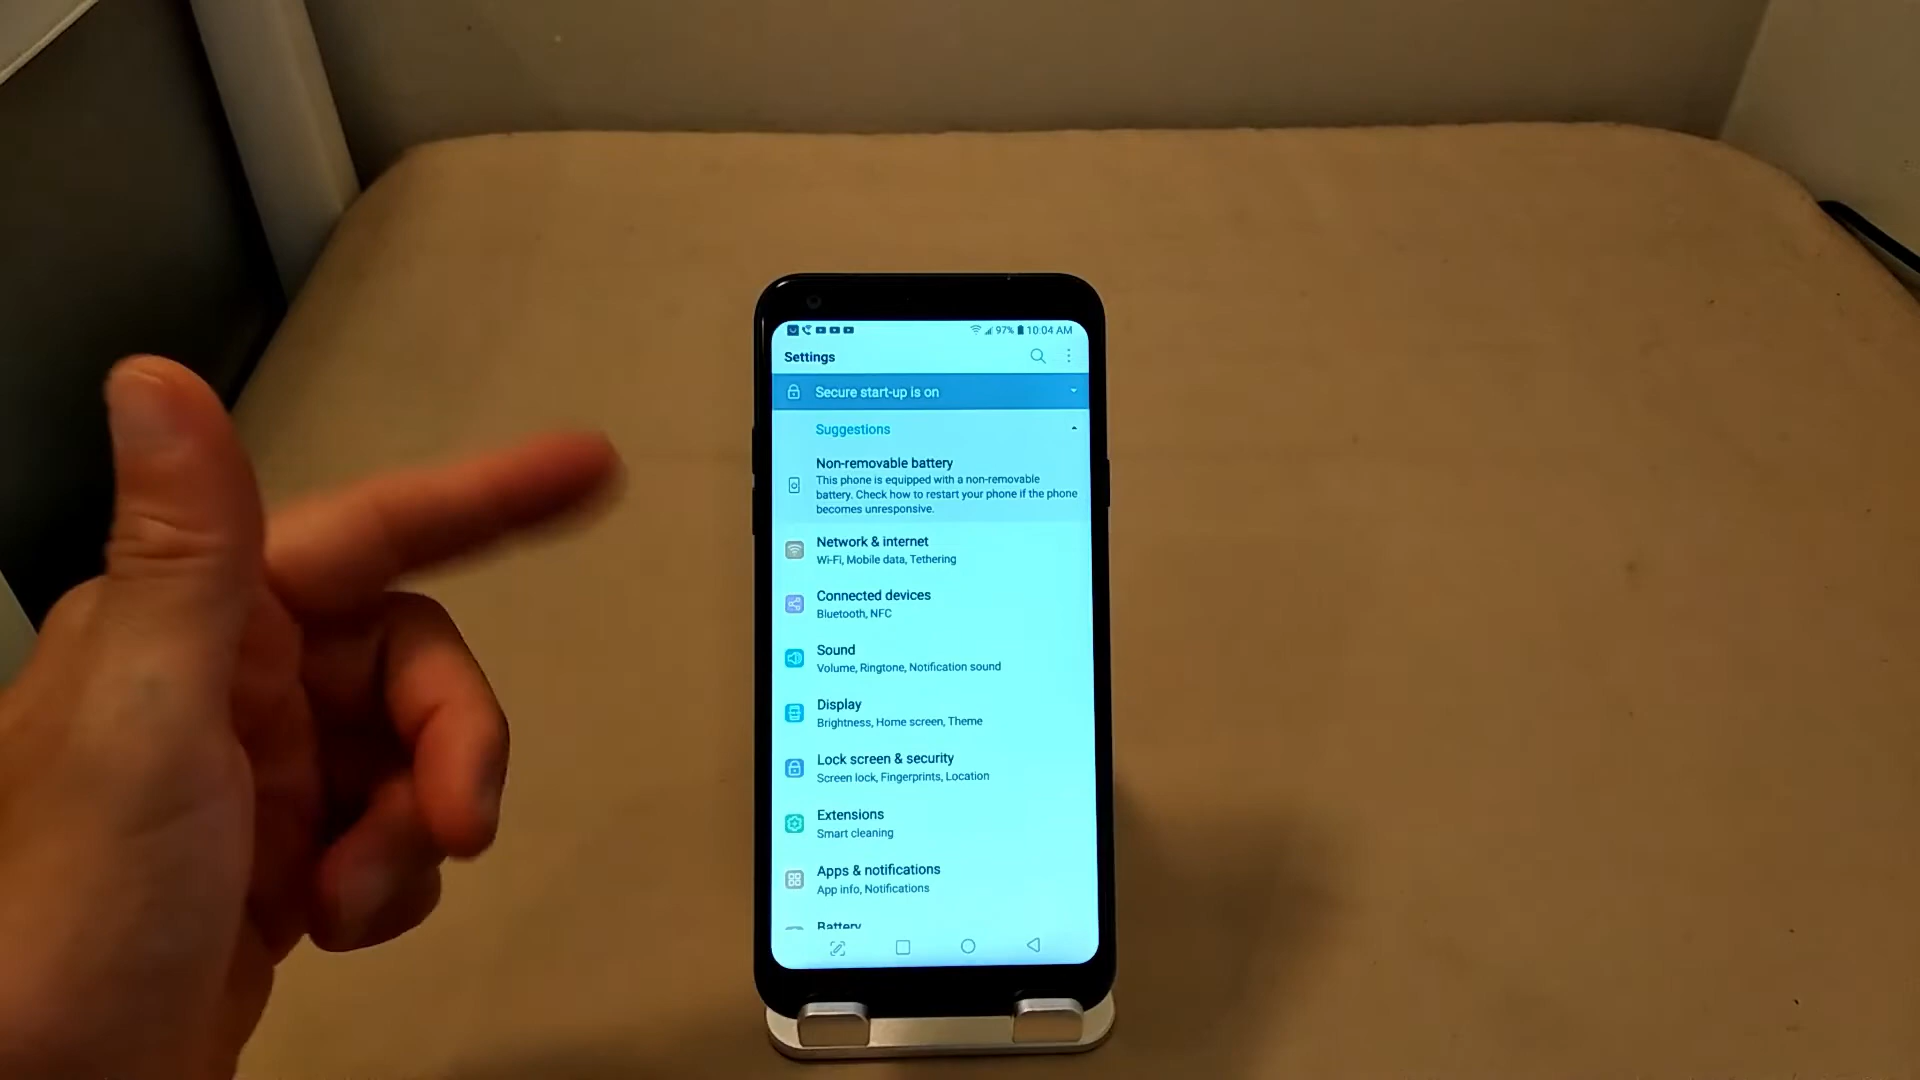 97% 10:04 AM
Settings
Secure start-up is on
Suggestions
Non-removable battery
This phone is equipped with a non-removable
battery. Check how to restart your phone if the phone
becomes unresponsive.
Network & internet
Wi-Fi, Mobile data, Tethering
Connected devices
Bluetooth, NFC
Sound
Volume, Ringtone, Notification sound
Display
Brightness, Home screen, Theme
Lock screen & security
Screen lock, Fingerprints, Location
Extensions
Smart cleaning
Apps & notifications
App info, Notifications
Battery